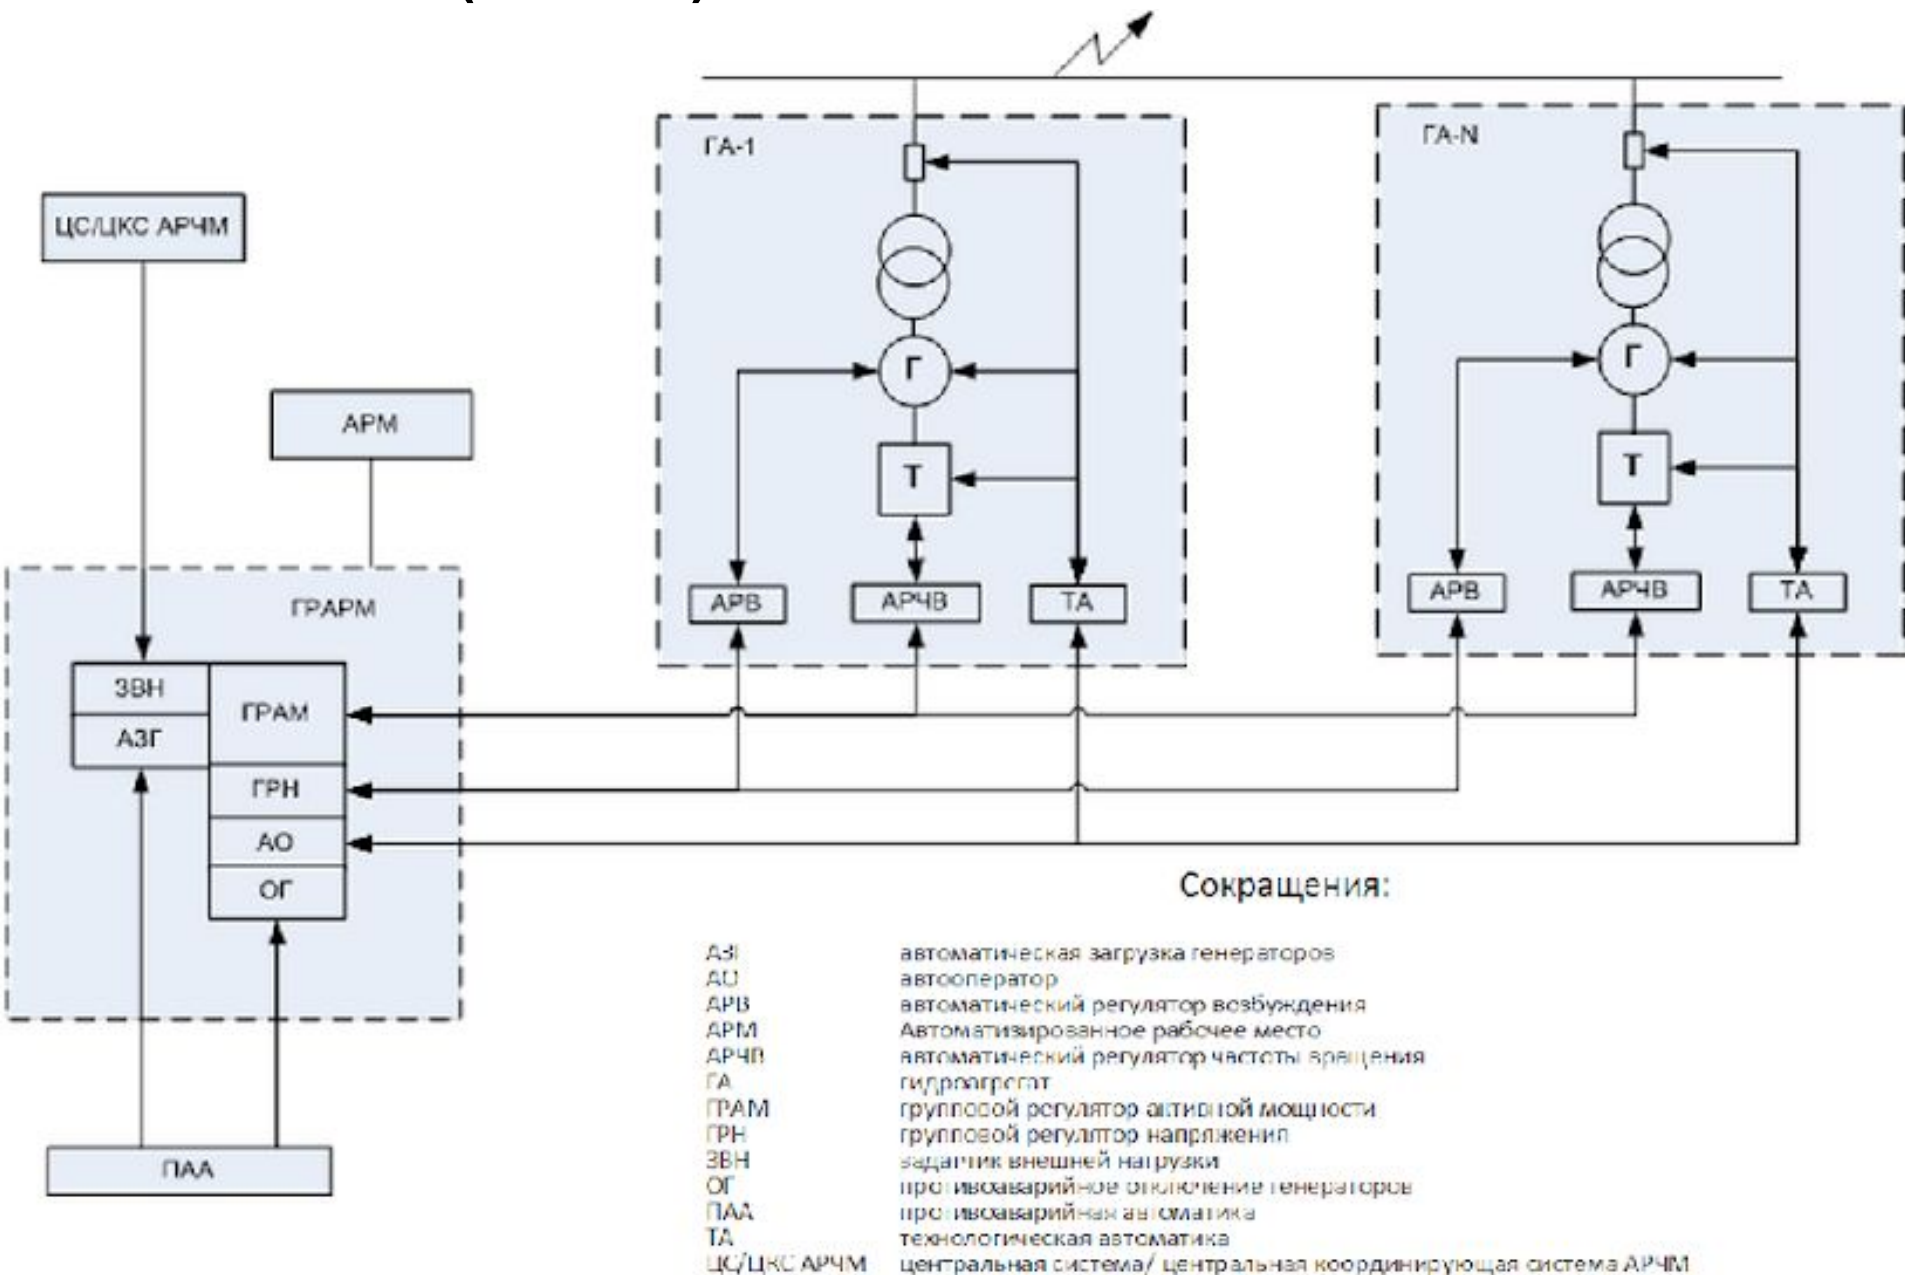 ГА-1
ГА-N
ЦС/ЦКС АРЧМ
Г
Г
АРМ
Т
Т
АРВ
АРЧВ
ТА
АРВ
АРЧВ
ТА
ГРАРМ
ЗВН
ГРАМ
АЗГ
ГРН
АО
ОГ
ПАА
Сокращения:
АЗГ автоматическая загрузка генераторов
АО автооператор
АРВ автоматический регулятор возбуждения
АРМ Автоматизированное рабочее место
АРЧВ автоматический регулятор частоты вращения
ГА гидроагрегат
ГРАМ групповой регулятор активной мощности
ГРН групповой регулятор напряжения
ЗВН задатчик внешней нагрузки
ОГ противоаварийное отключение генераторов
ПАА противоаварийная автоматика
ТА технологическая автоматика
ЦС/ЦКС АРЧМ центральная система/ центральная координирующая система АРЧМ